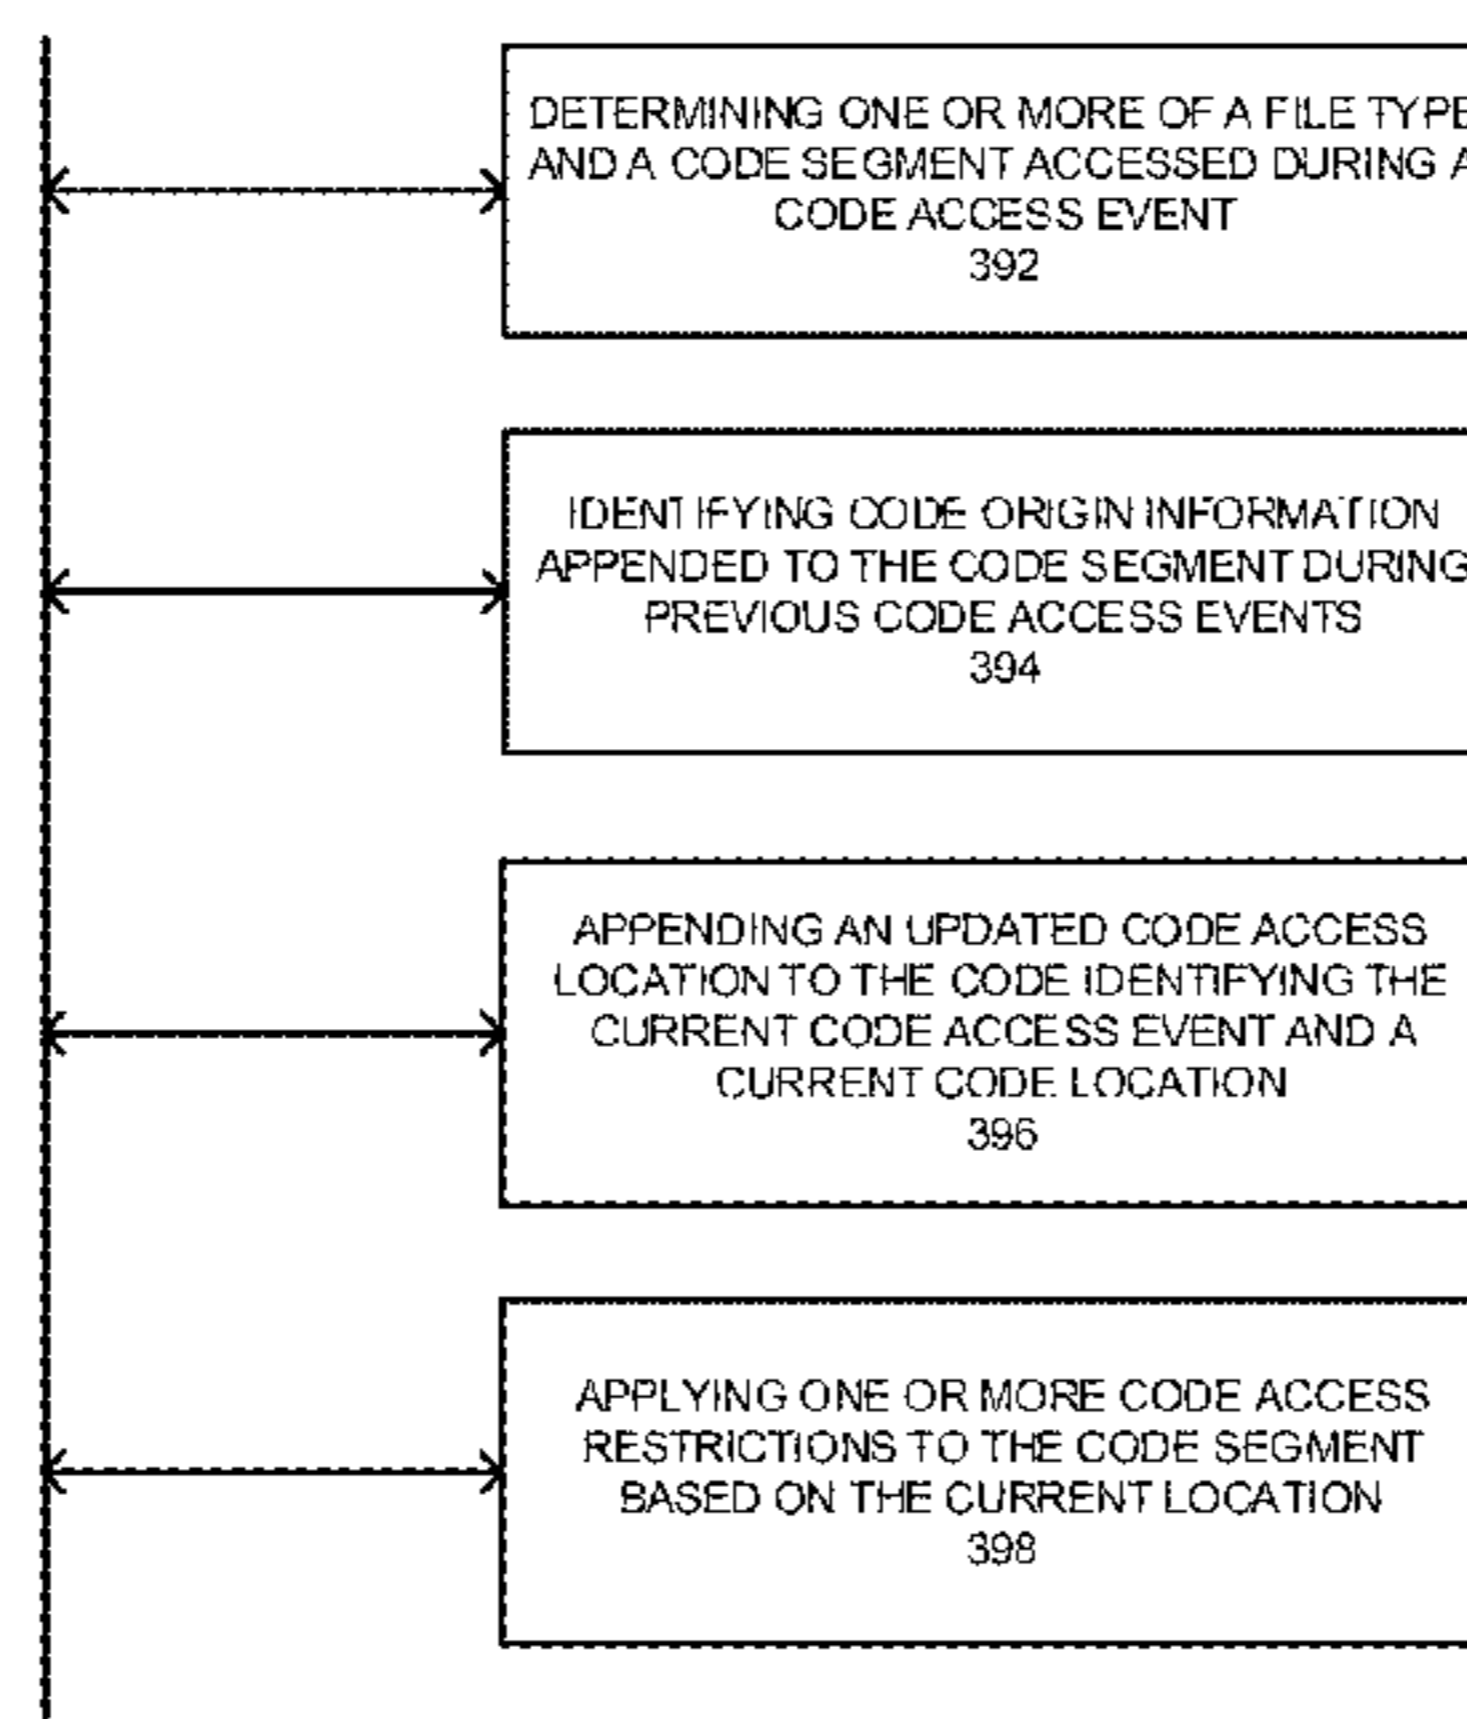 DETERMINING ONE OR MORE OF A FILE TYPE
AND A CODE SEGMENT ACCESSED DURING A
CODE ACCESS EVENT
392
IDENTIFYING CODE ORIGIN INFORMATION
APPENDED TO THE CODE SEGMENT DURING
PREVIOUS CODE ACCESS EVENTS
394
APPENDING AN UPDATED CODE ACCESS
LOCATION TO THE CODE IDENTIFYING THE
CURRENT CODE ACCESS EVENT AND A
CURRENT CODE LOCATION
396
APPLYING ONE OR MORE CODE ACCESS
RESTRICTIONS TO THE CODE SEGMENT
BASED ON THE CURRENT LOCATION
398